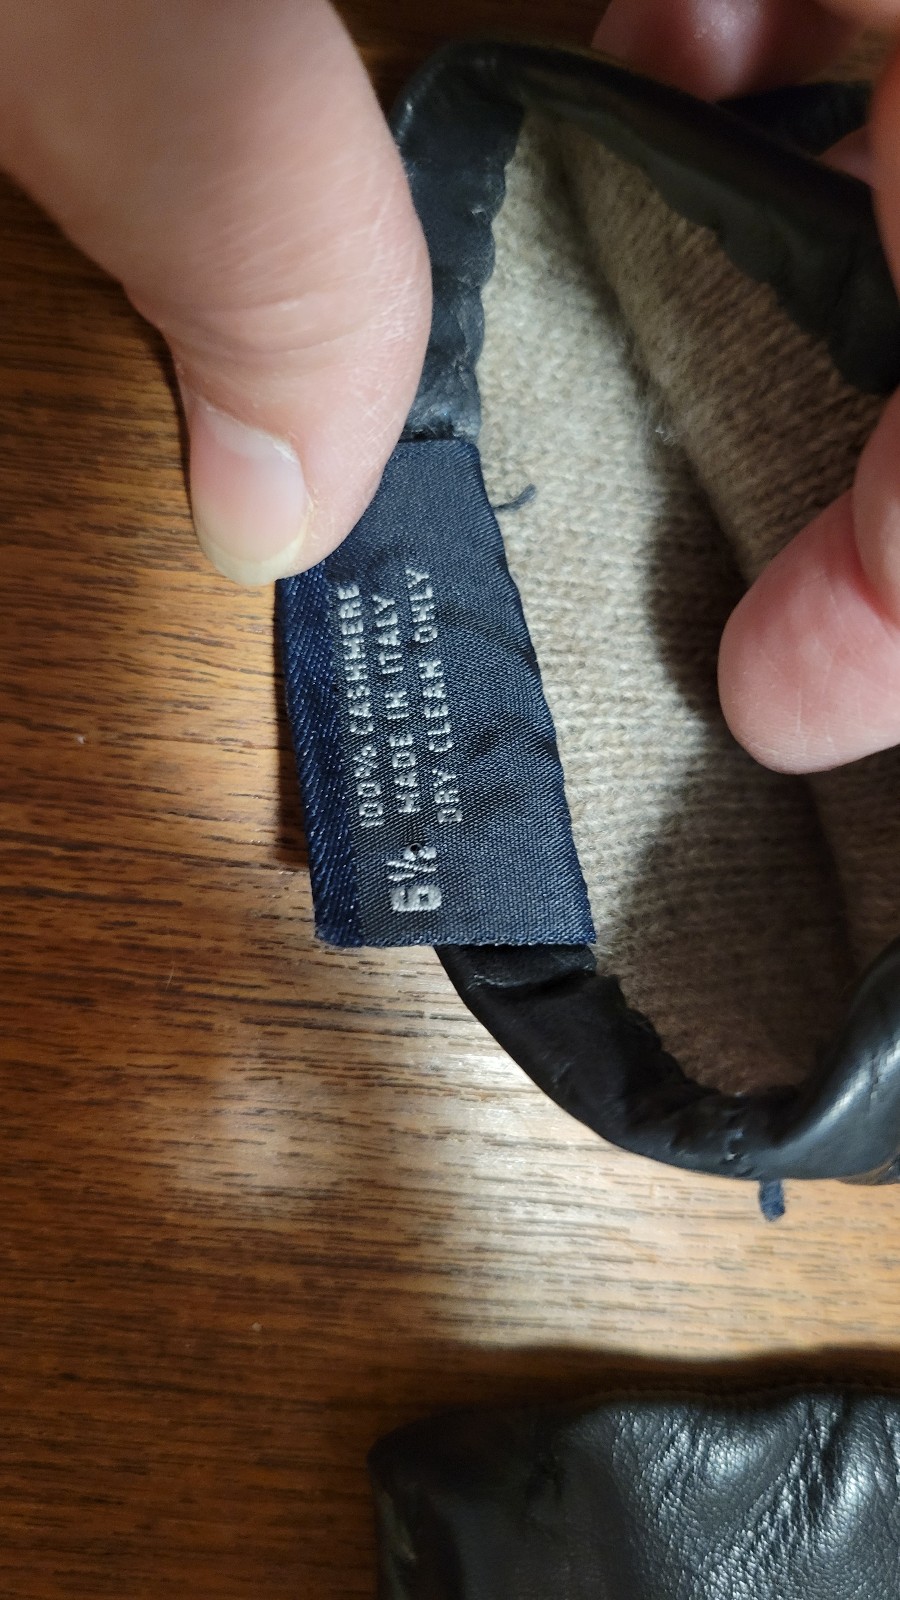 100% CASHMERE
MADE IN ITALY
DRY CLEAN ONLY
6½